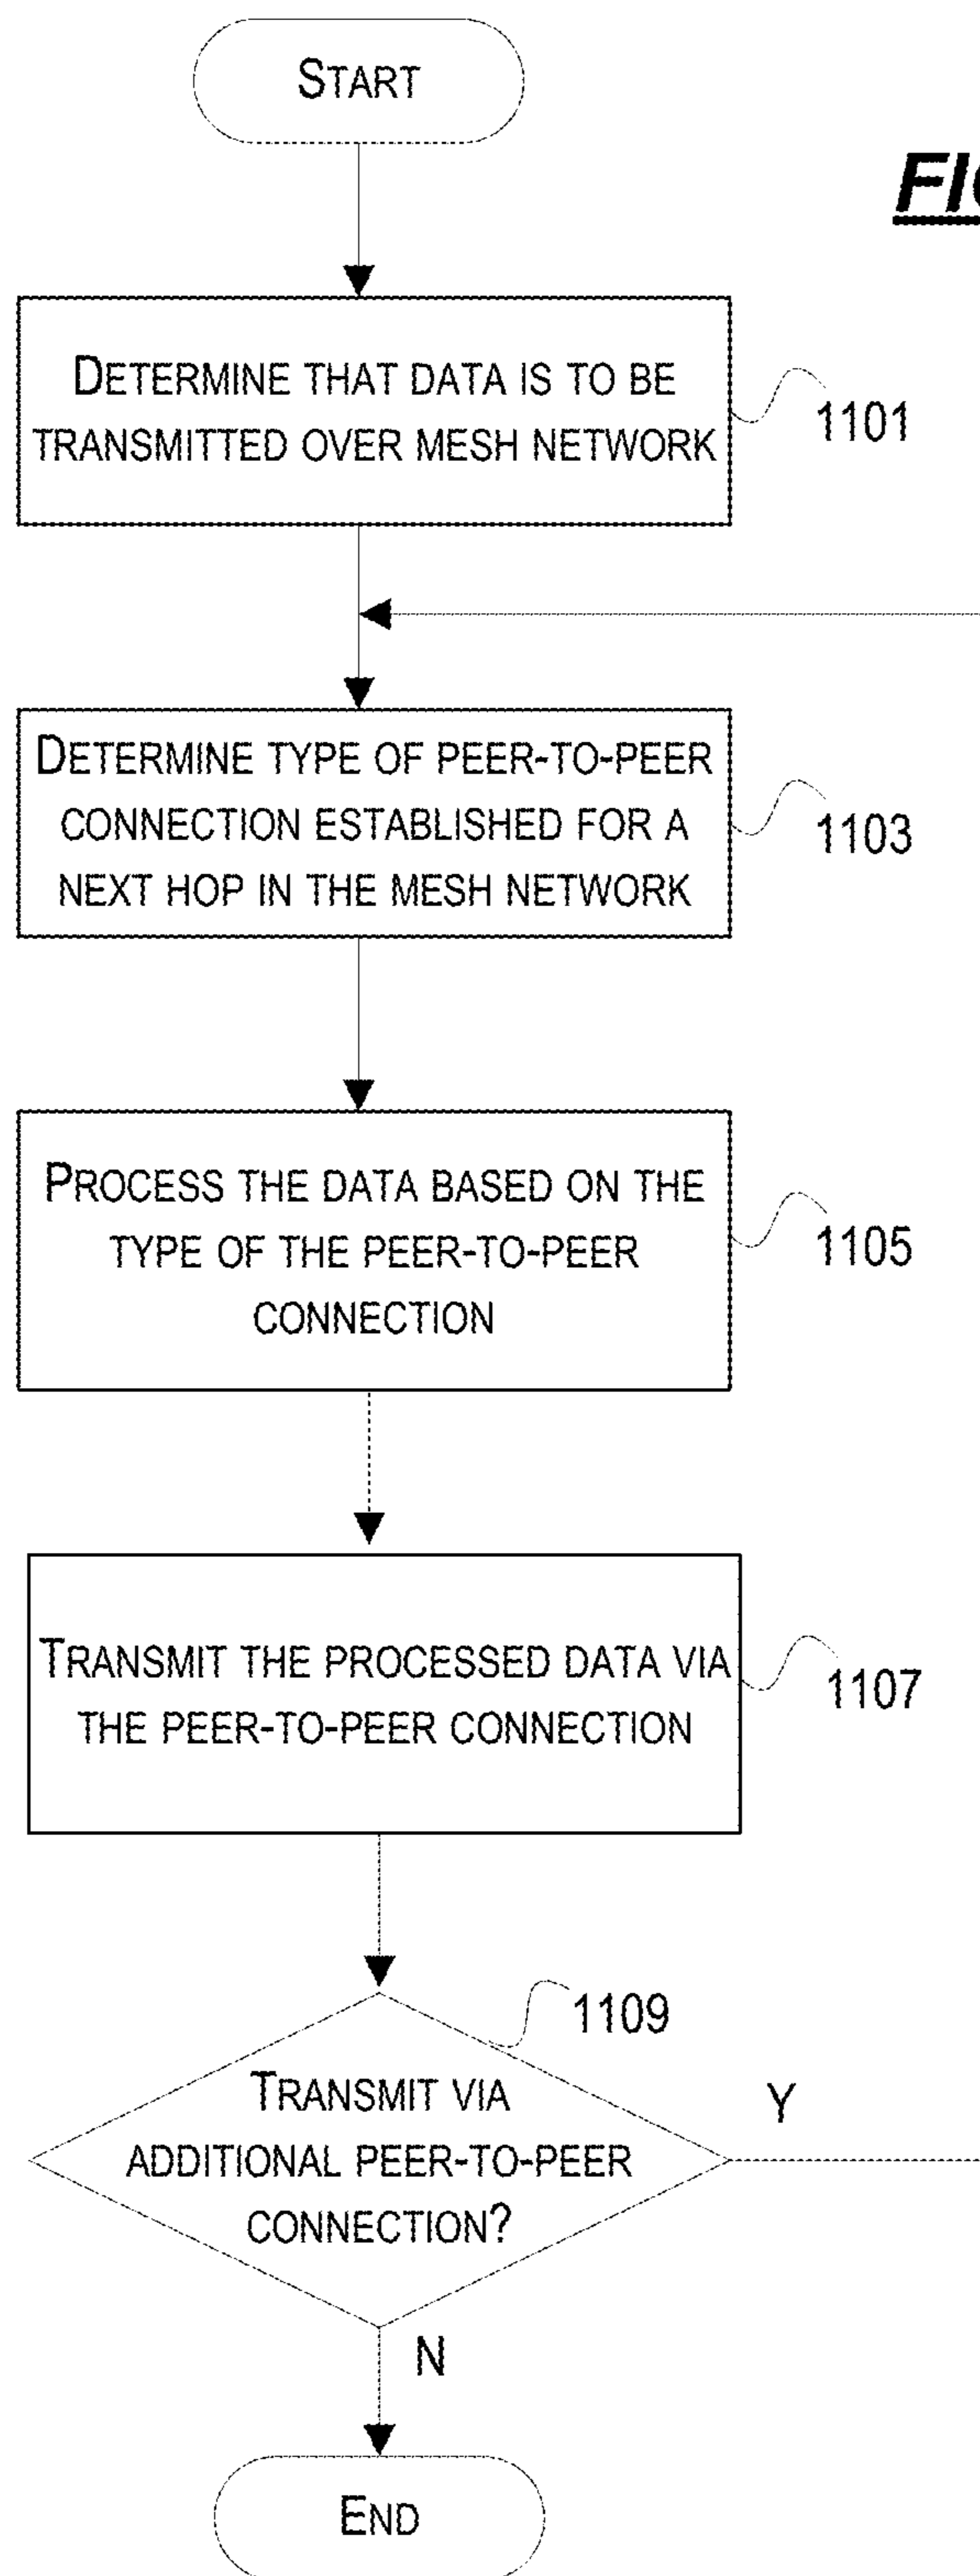 START
FIG
DETERMINE THAT DATA IS TO BE
TRANSMITTED OVER MESH NETWORK
1101
DETERMINE TYPE OF PEER-TO-PEER
CONNECTION ESTABLISHED FOR A
NEXT HOP IN THE MESH NETWORK
1103
PROCESS THE DATA BASED ON THE
TYPE OF THE PEER-TO-PEER
CONNECTION
1105
TRANSMIT THE PROCESSED DATA VIA
THE PEER-TO-PEER CONNECTION
1107
1109
TRANSMIT VIA
ADDITIONAL PEER-TO-PEER
CONNECTION?
Y
N
END